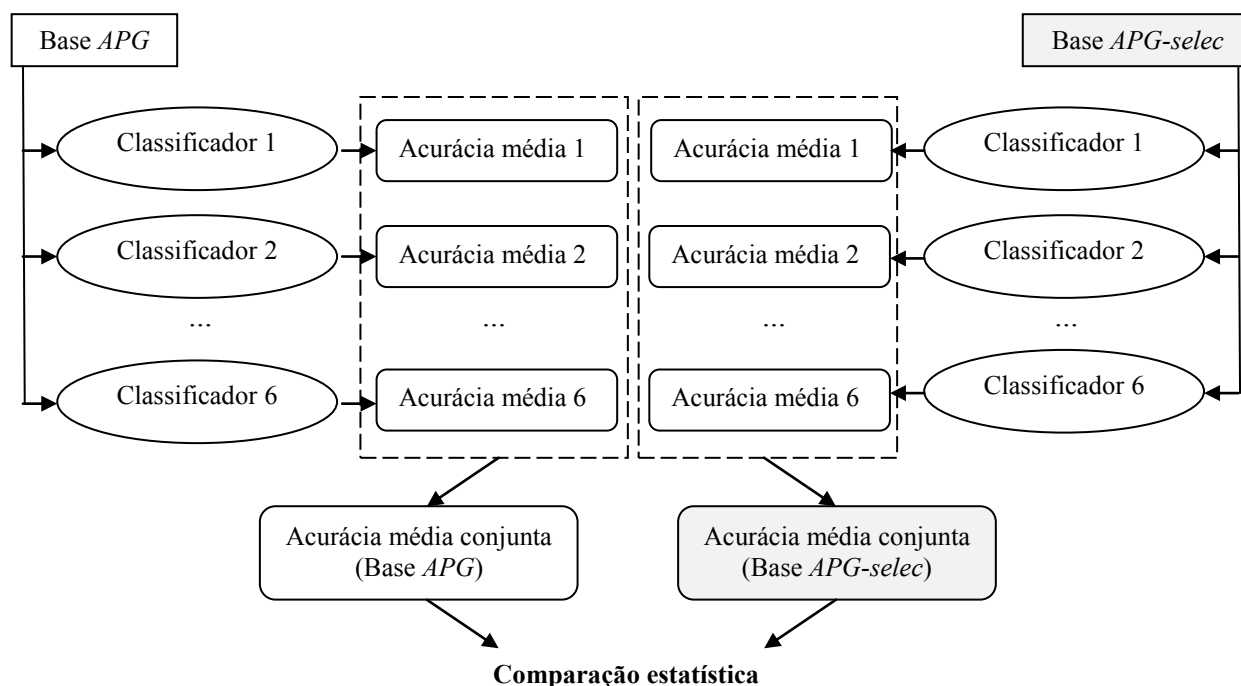 Base APG
Base APG-selec
Classificador 1
Acurácia média 1
Acurácia média 1
Classificador 1
Classificador 2
Acurácia média 2
Acurácia média 2
Classificador 2
...
...
...
...
Classificador 6
Acurácia média 6
Acurácia média 6
Classificador 6
Acurácia média conjunta
(Base APG)
Acurácia média conjunta
(Base APG-selec)
Comparação estatística